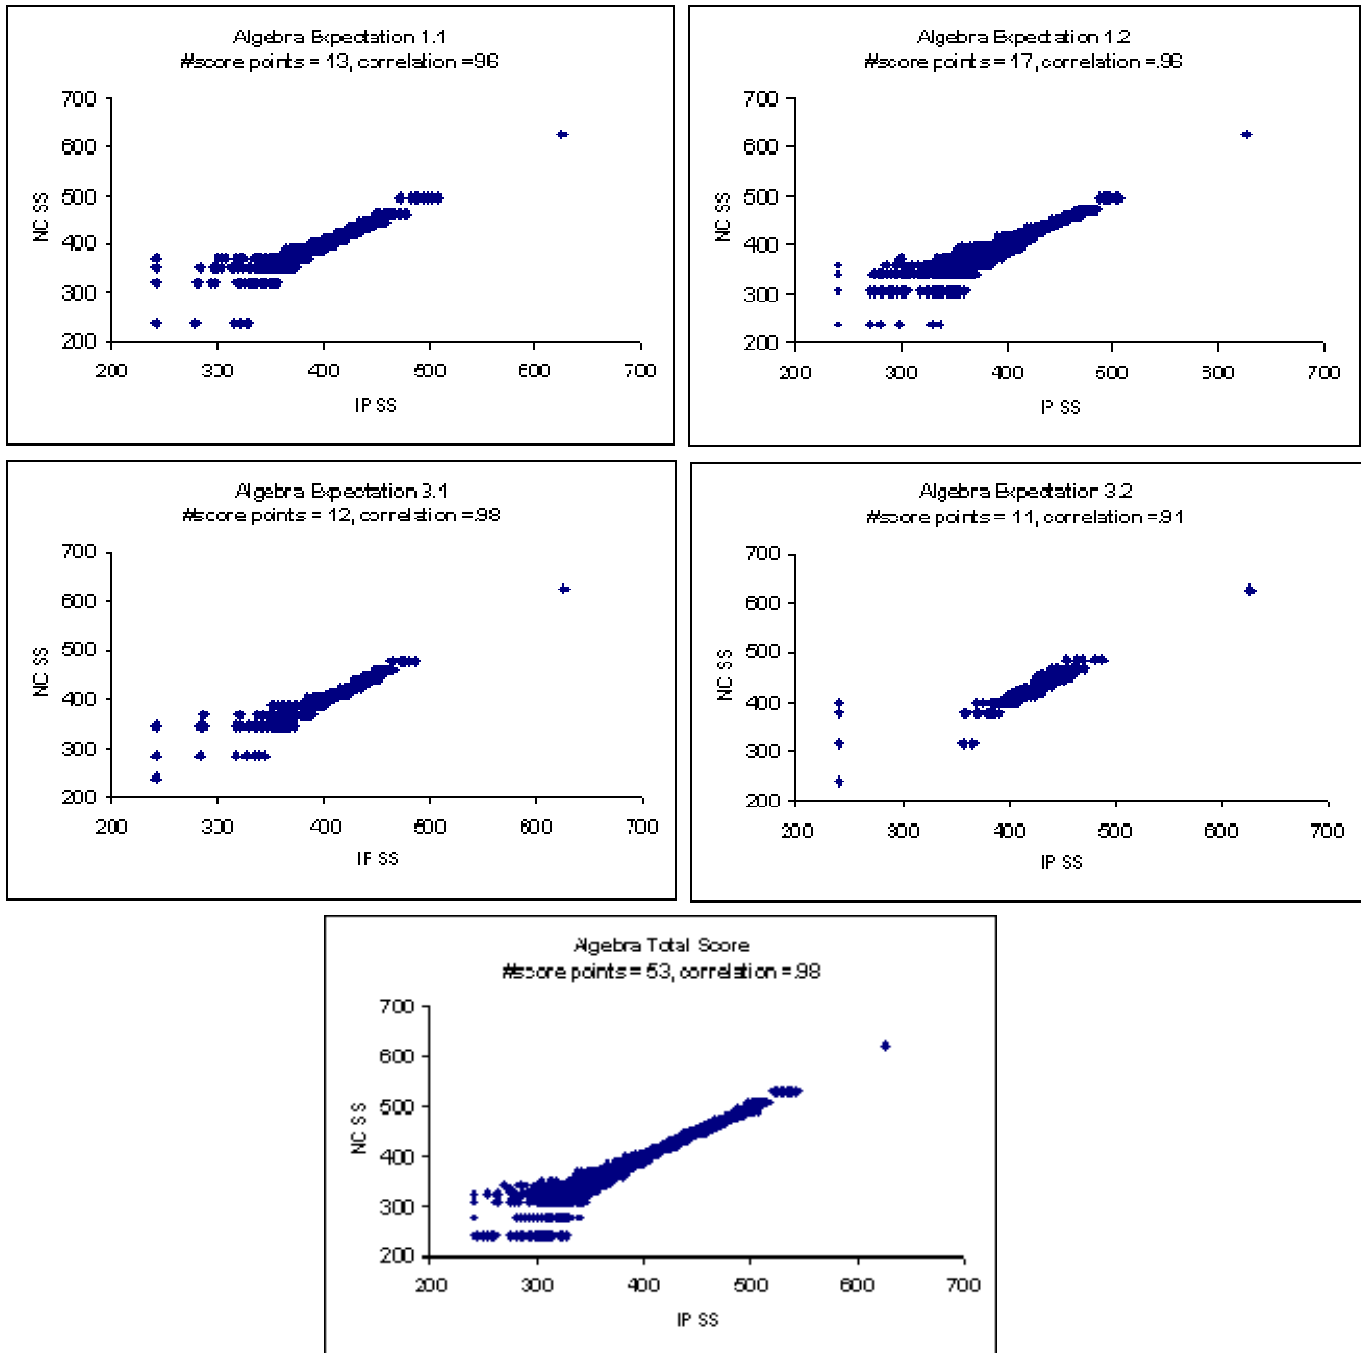 Algebra Expectation 1.1
#score points = 13, correlation =.96
700
600
500
400
300
200
NC SS
200 300 400 500 600 700
IP SS
Algebra Expectation 1.2
#score points = 17, correlation =.96
700
600
500
400
300
200
NC SS
200 300 400 500 600 700
IP SS
Algebra Expectation 3.1
#score points = 12, correlation =.98
700
600
500
400
300
200
NC SS
200 300 400 500 600 700
IP SS
Algebra Expectation 3.2
#score points = 11, correlation =.91
700
600
500
400
300
200
NC SS
200 300 400 500 600 700
IP SS
Algebra Total Score
#score points = 53, correlation =.98
700
600
500
400
300
200
NC SS
200 300 400 500 600 700
IP SS